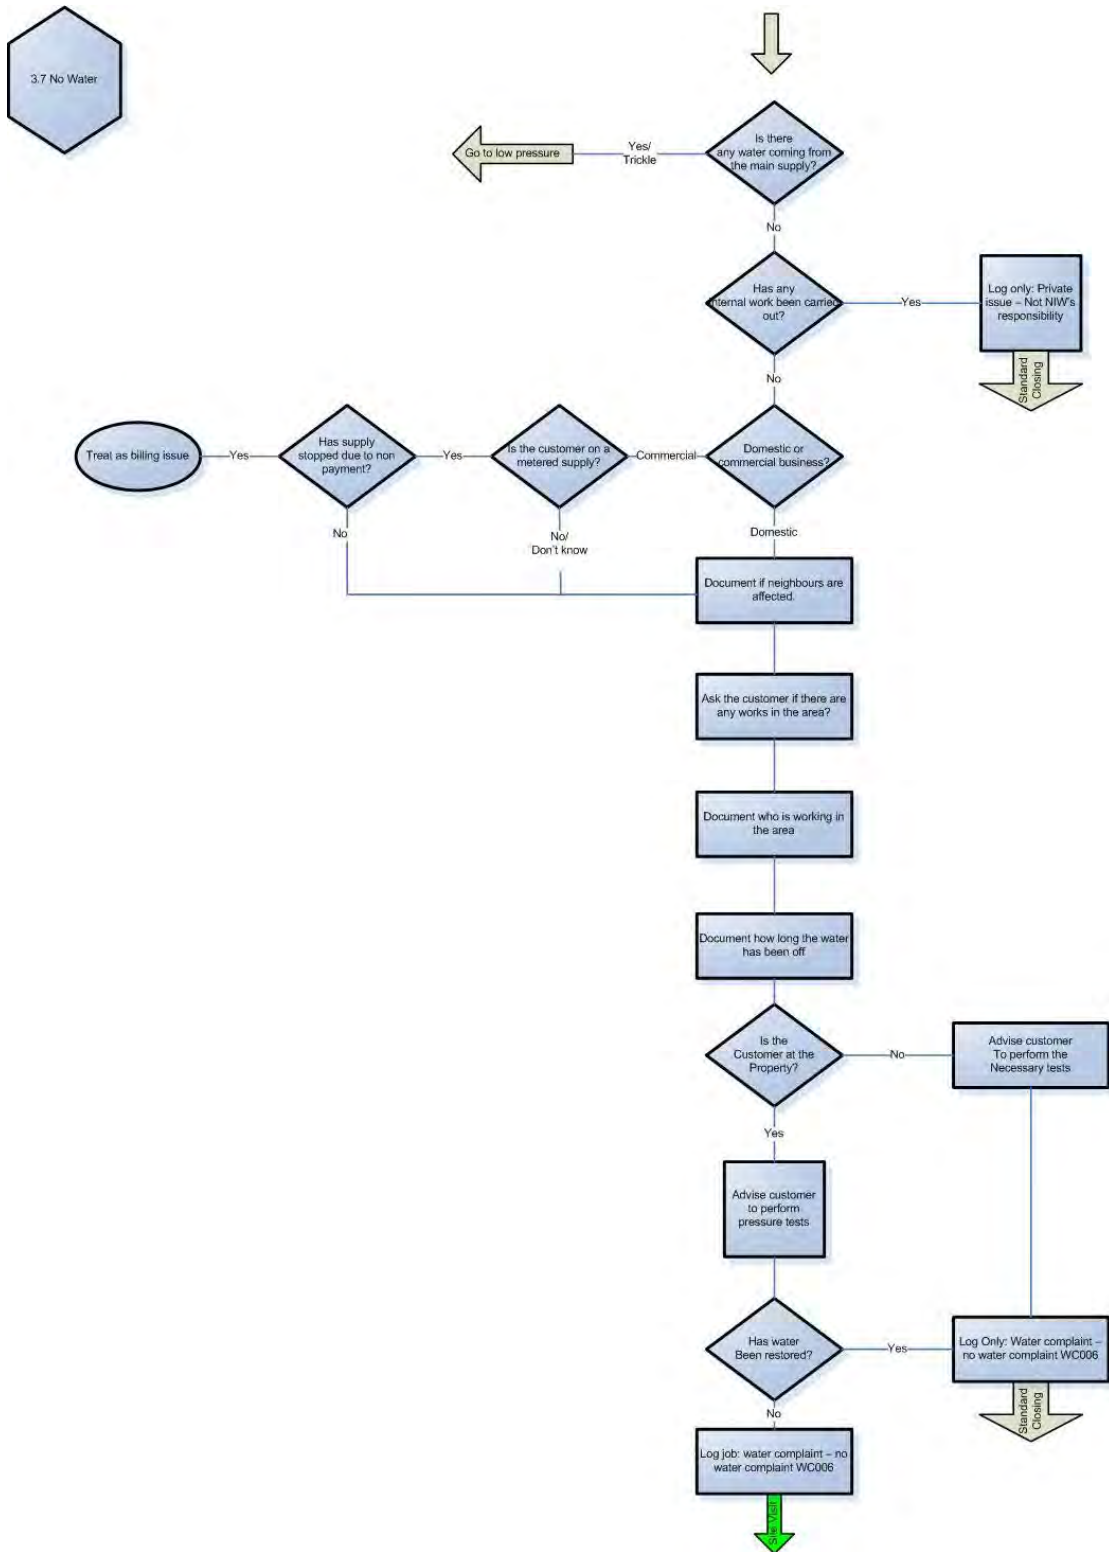 3.7 No Water
Is there
any water coming from
the main supply?
Yes/
Trickle
Go to low pressure
No
Has any
internal work been carried
out?
Yes
Log only: Private
issue – Not NIW's
responsibility
Standard
Closing
No
Domestic or
commercial business?
Commercial
Is the customer on a
metered supply?
Yes
Has supply
stopped due to non
payment?
Yes
Treat as billing issue
No
No/
Don't know
Domestic
Document if neighbours are
affected.
Ask the customer if there are
any works in the area?
Document who is working in
the area
Document how long the water
has been off
Is the
Customer at the
Property?
No
Advise customer
To perform the
Necessary tests
Yes
Advise customer
to perform
pressure tests
Has water
Been restored?
Yes
Log Only: Water complaint –
no water complaint WC006
Standard
Closing
No
Log job: water complaint – no
water complaint WC006
Site Visit